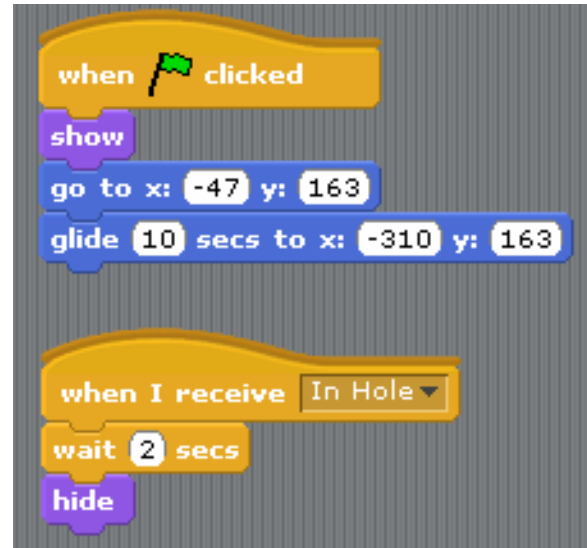 when clicked
show
go to x: -47 y: 163
glide 10 secs to x: -310 y: 163
when I receive In Hole
wait 2 secs
hide